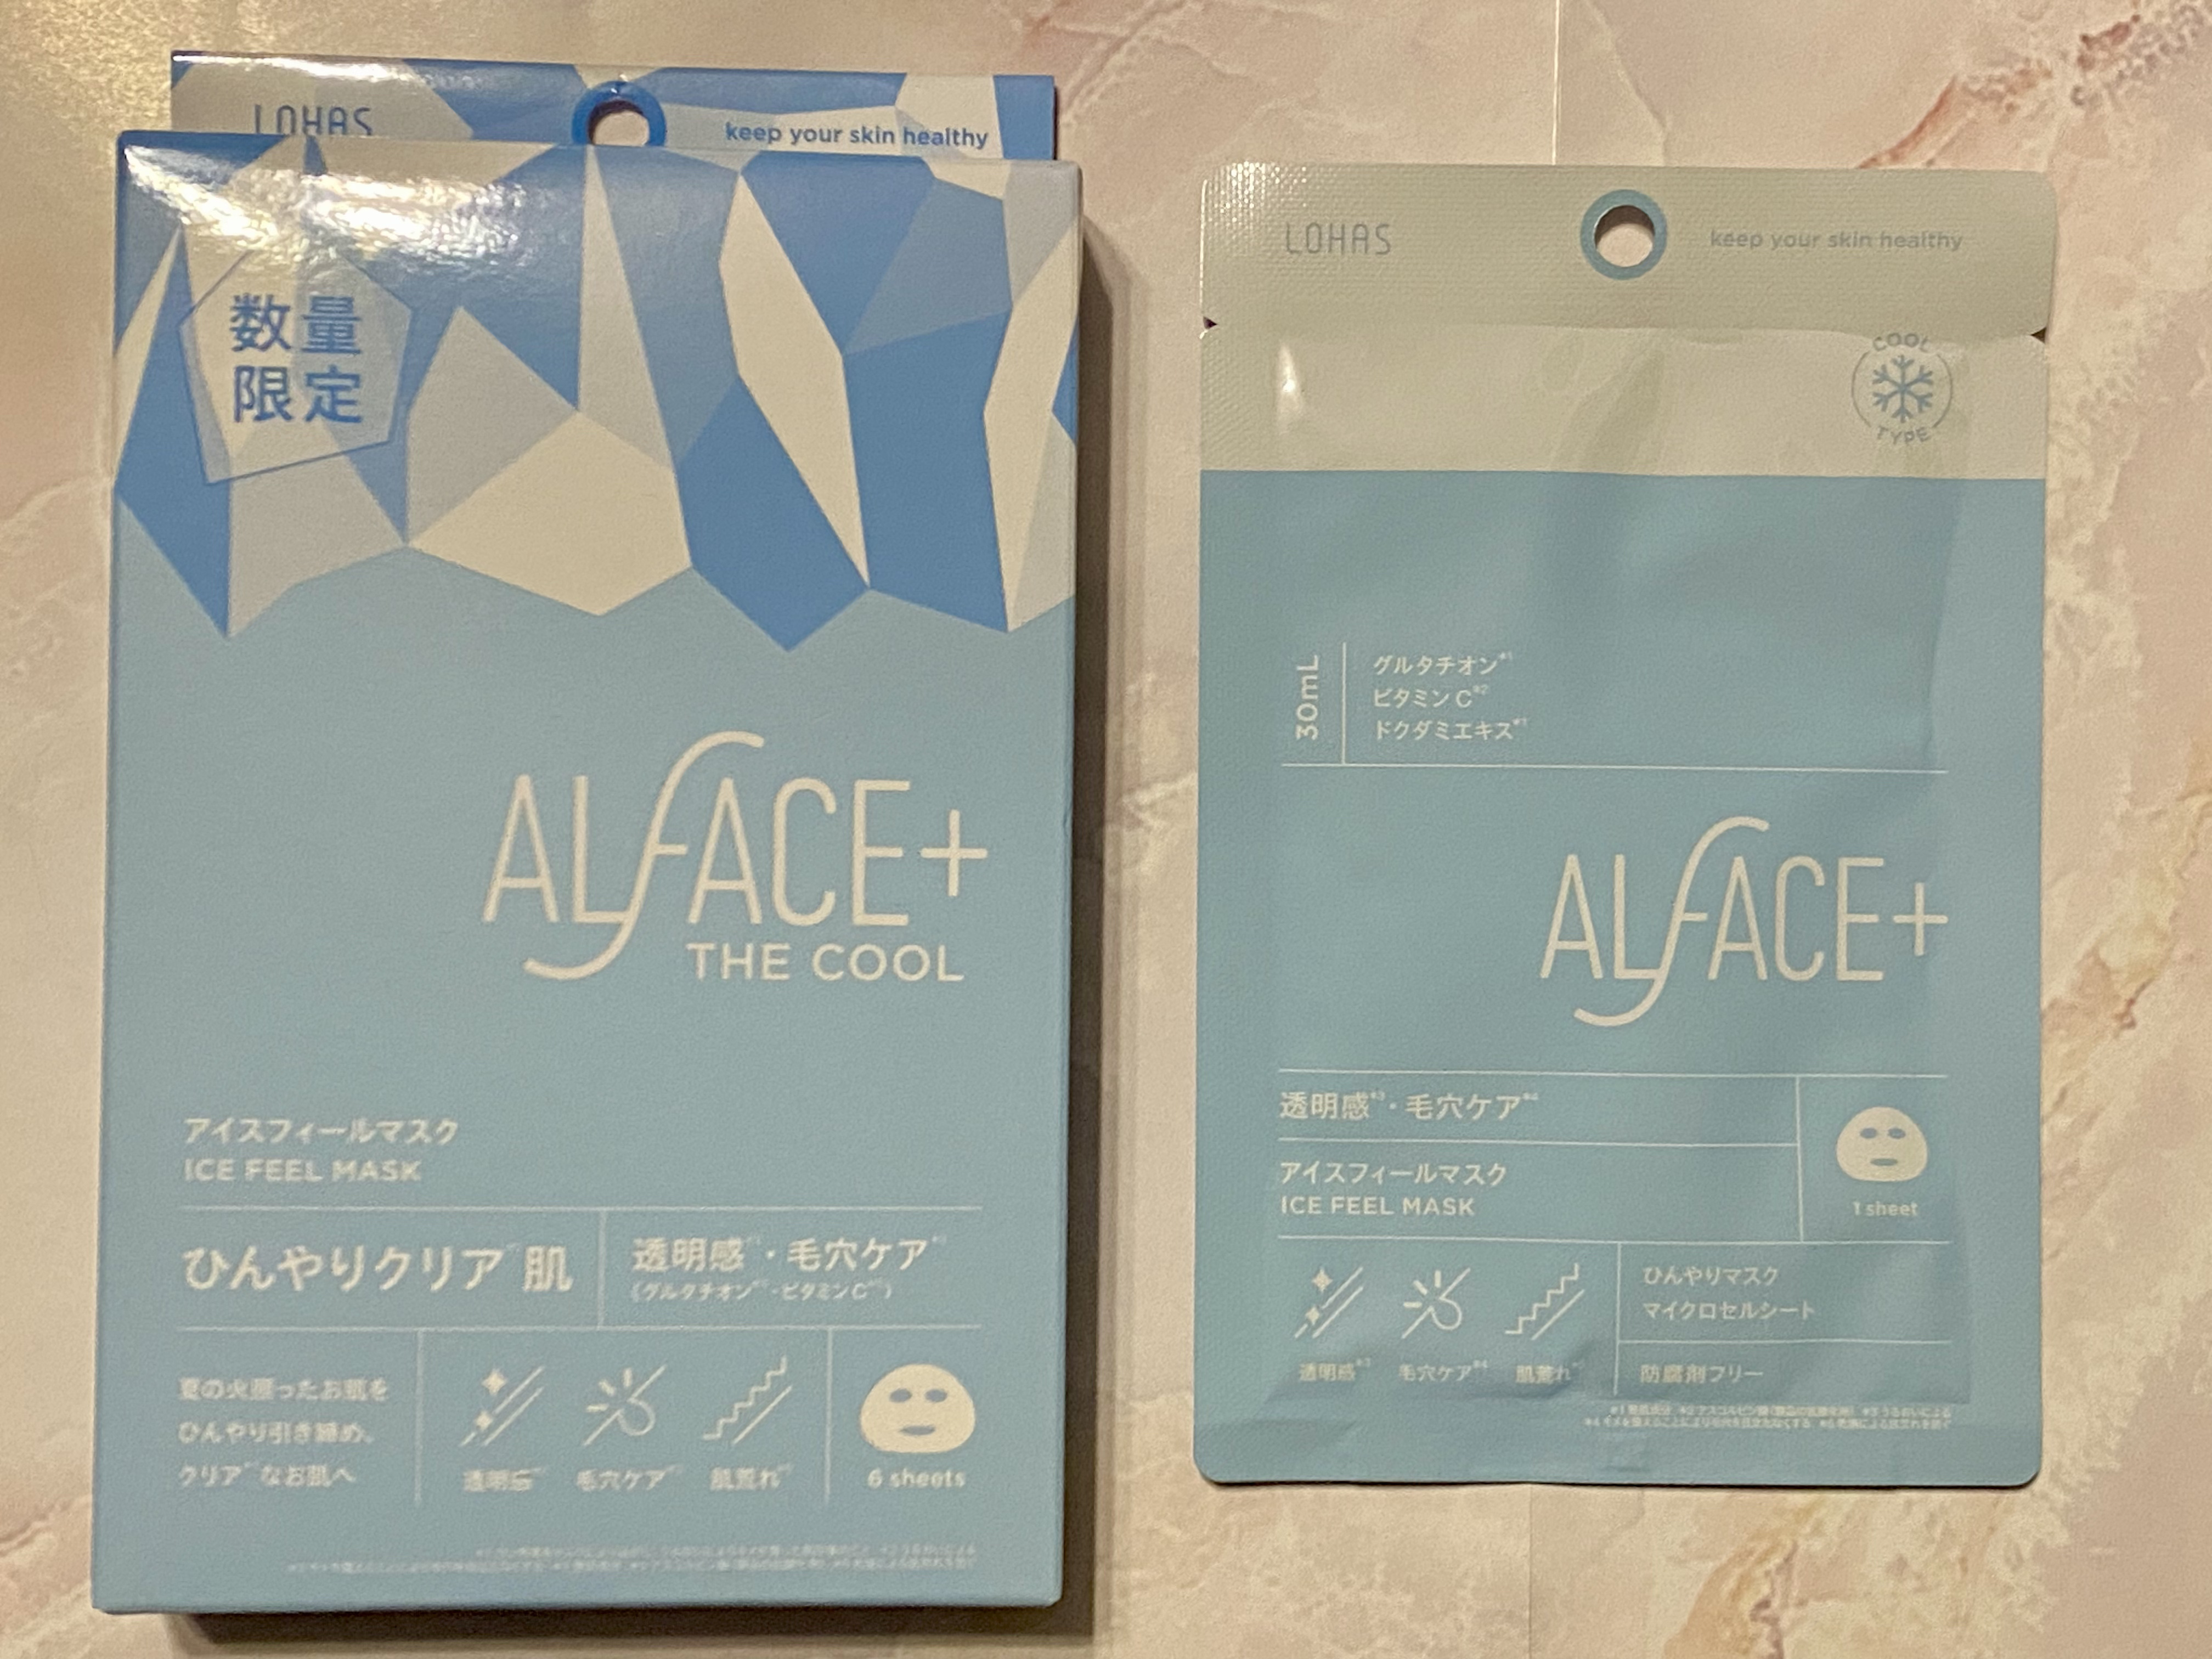 LOHAS
keep your skin healthy
数量
限定
ALFACE+
THE COOL
アイスフィールマスク
ICE FEEL MASK
ひんやりクリア 肌
透明感・毛穴ケア
(グルタチオン・ビタミンC)
夏の火照ったお肌を
ひんやり引き締め、
クリア なお肌へ
透明感
毛穴ケア
肌荒れ
6 sheets
LOHAS
keep your skin healthy
COOL
TYPE
30mL
グルタチオン※1
ビタミンC※2
ドクダミエキス※1
ALFACE+
透明感※3・毛穴ケア※4
アイスフィールマスク
ICE FEEL MASK
1 sheet
透明感※3
毛穴ケア※4
肌荒れ※5
ひんやりマスク
マイクロセルシート
防腐剤フリー